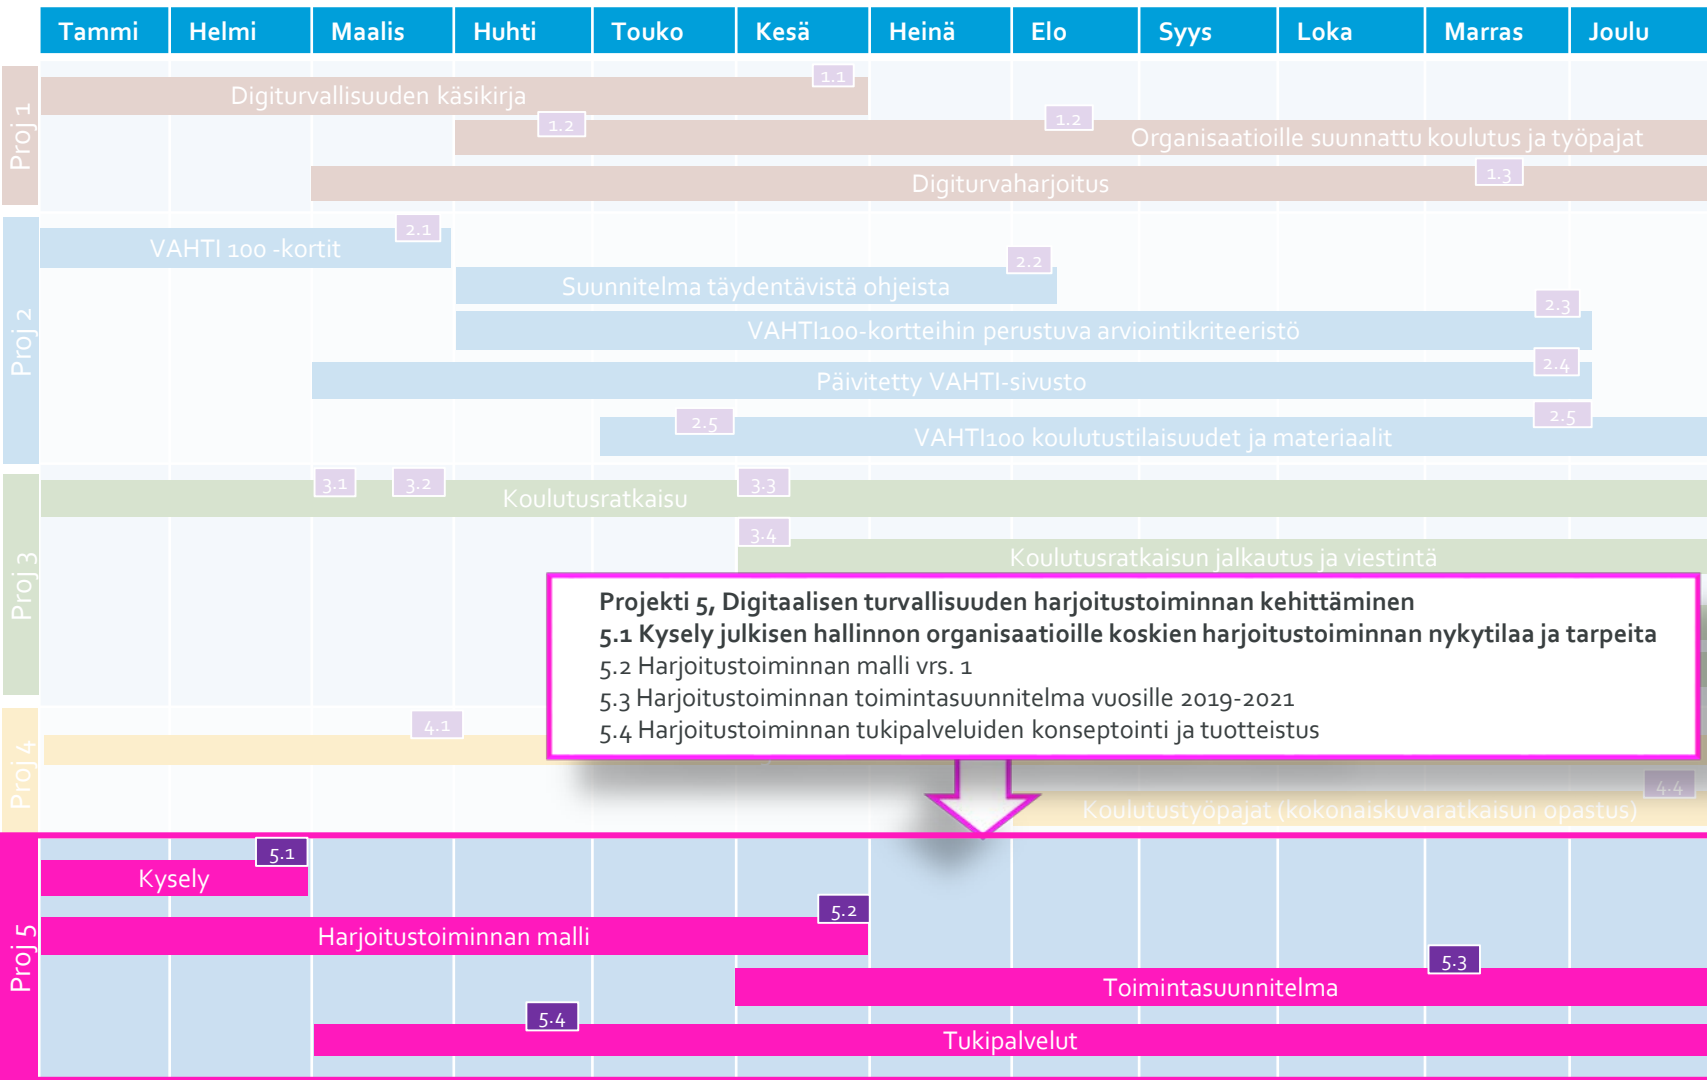 Tammi Helmi Maalis Huhti Touko Kesä Heinä Elo Syys Loka Marras Joulu
Proj 1
1.1
Digiturvallisuuden käsikirja
1.2
1.2
Organisaatioille suunnattu koulutus ja työpajat
1.3
Digiturvaharjoitus
Proj 2
2.1
VAHTI 100 -kortit
2.2
Suunnitelma täydentävistä ohjeista
2.3
VAHTI100-kortteihin perustuva arviointikriteeristö
2.4
Päivitetty VAHTI-sivusto
2.5
2.5
VAHTI100 koulutustilaisuudet ja materiaalit
Proj 3
3.1
3.2
3.3
Koulutusratkaisu
3.4
Koulutusratkaisun jalkautus ja viestintä
Projekti 5, Digitaalisen turvallisuuden harjoitustoiminnan kehittäminen
5.1 Kysely julkisen hallinnon organisaatioille koskien harjoitustoiminnan nykytilaa ja tarpeita
5.2 Harjoitustoiminnan malli vrs. 1
5.3 Harjoitustoiminnan toimintasuunnitelma vuosille 2019-2021
5.4 Harjoitustoiminnan tukipalveluiden konseptointi ja tuotteistus
Proj 4
4.1
4.4
Koulutustyöpajat (kokonaiskuvaratkaisun opastus)
Proj 5
5.1
Kysely
5.2
Harjoitustoiminnan malli
5.3
Toimintasuunnitelma
5.4
Tukipalvelut